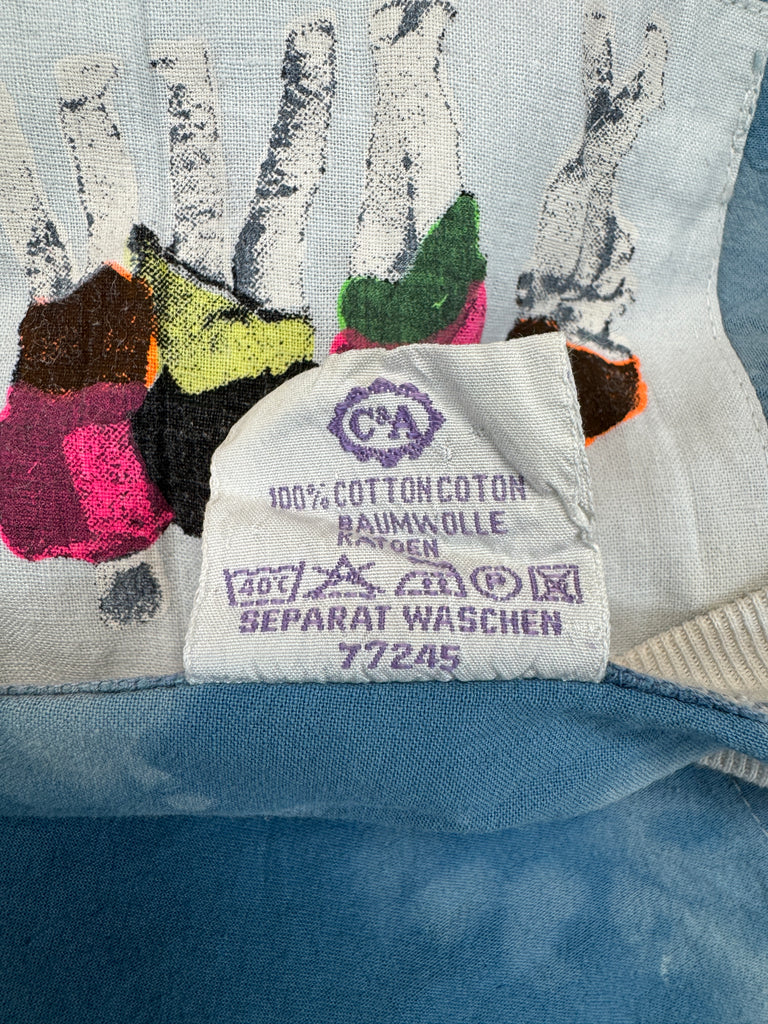 C&A
100% COTTON COTON
BAUMWOLLE
KATOEN
40°C P
SEPARAT WASCHEN
77245